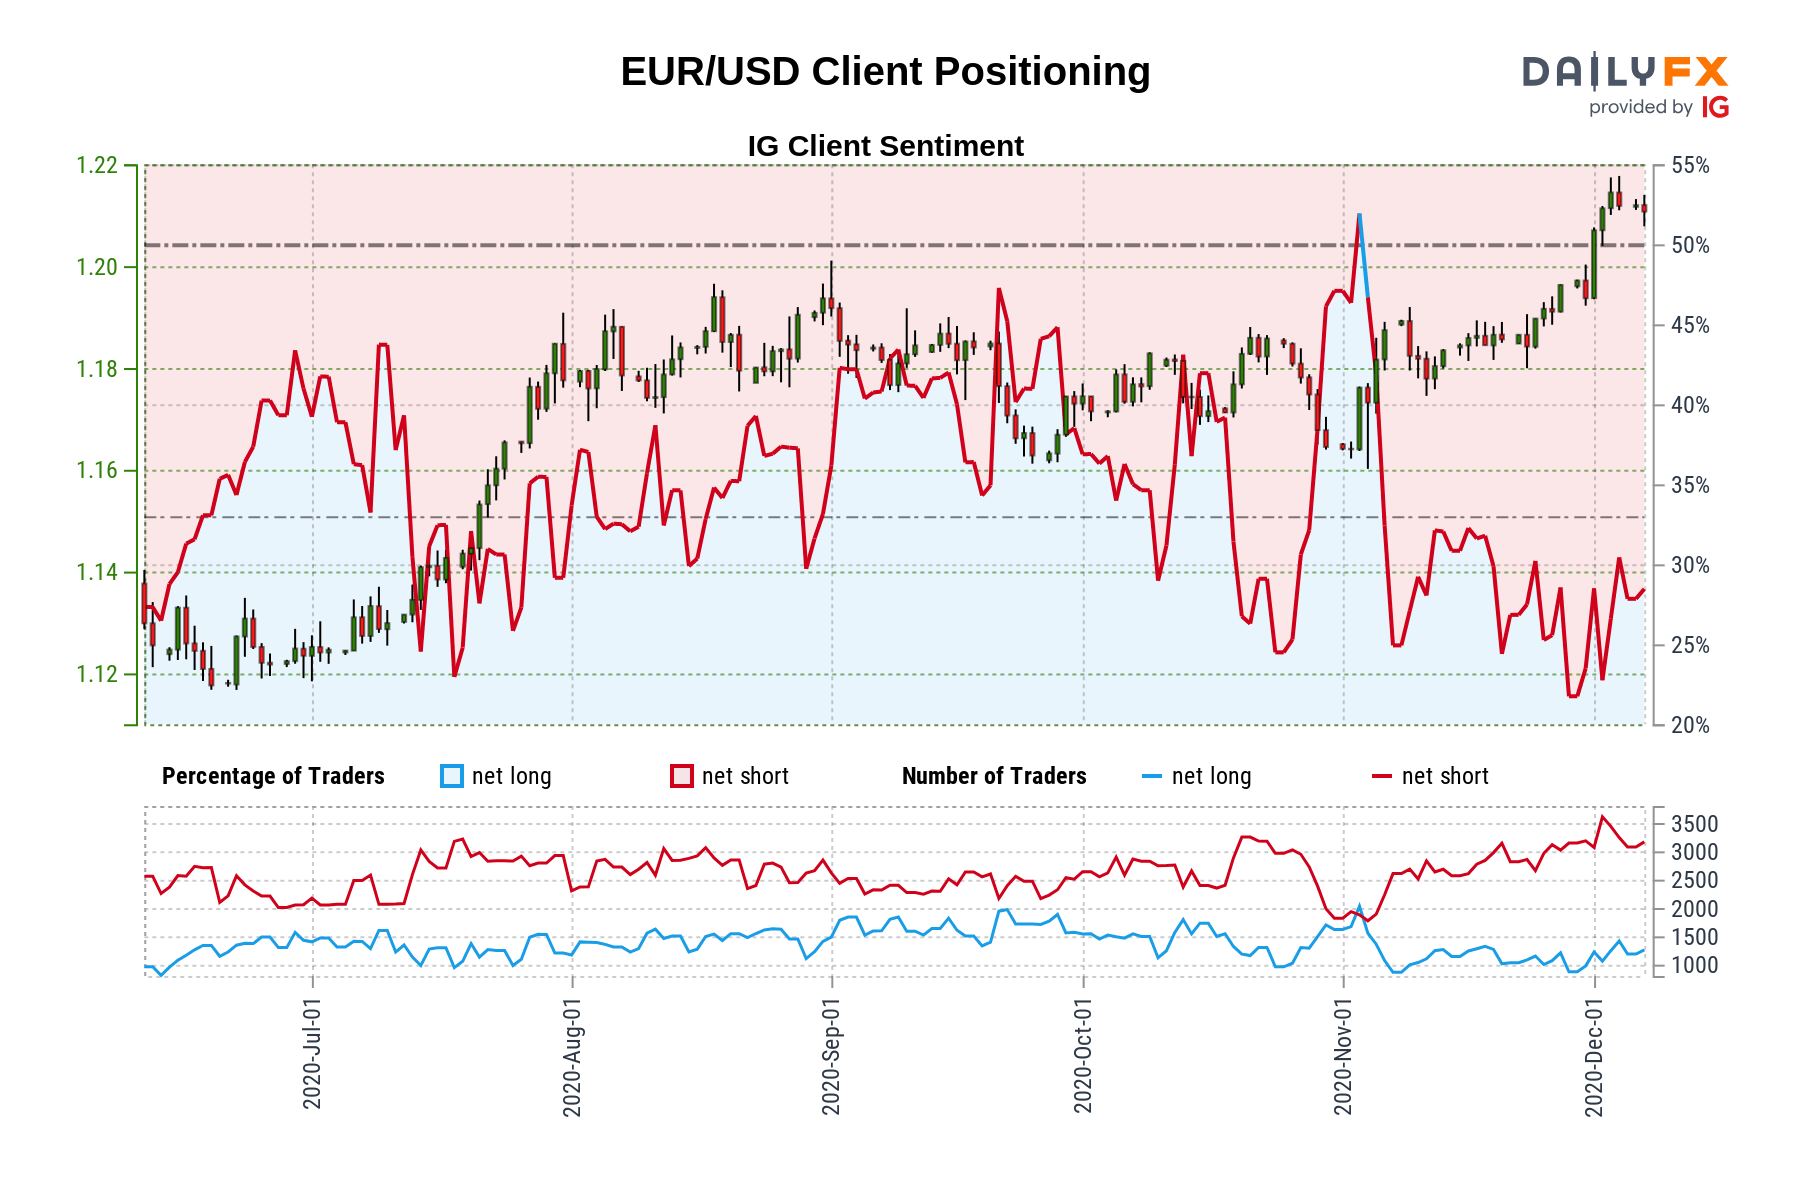 EUR/USD Client Positioning
DAILYFX
provided by IG
IG Client Sentiment
1.22
1.20
1.18
1.16
1.14
1.12
55%
50%
45%
40%
35%
30%
25%
20%
Percentage of Traders net long net short Number of Traders net long net short
3500
3000
2500
2000
1500
1000
2020-Jul-01
2020-Aug-01
2020-Sep-01
2020-Oct-01
2020-Nov-01
2020-Dec-01